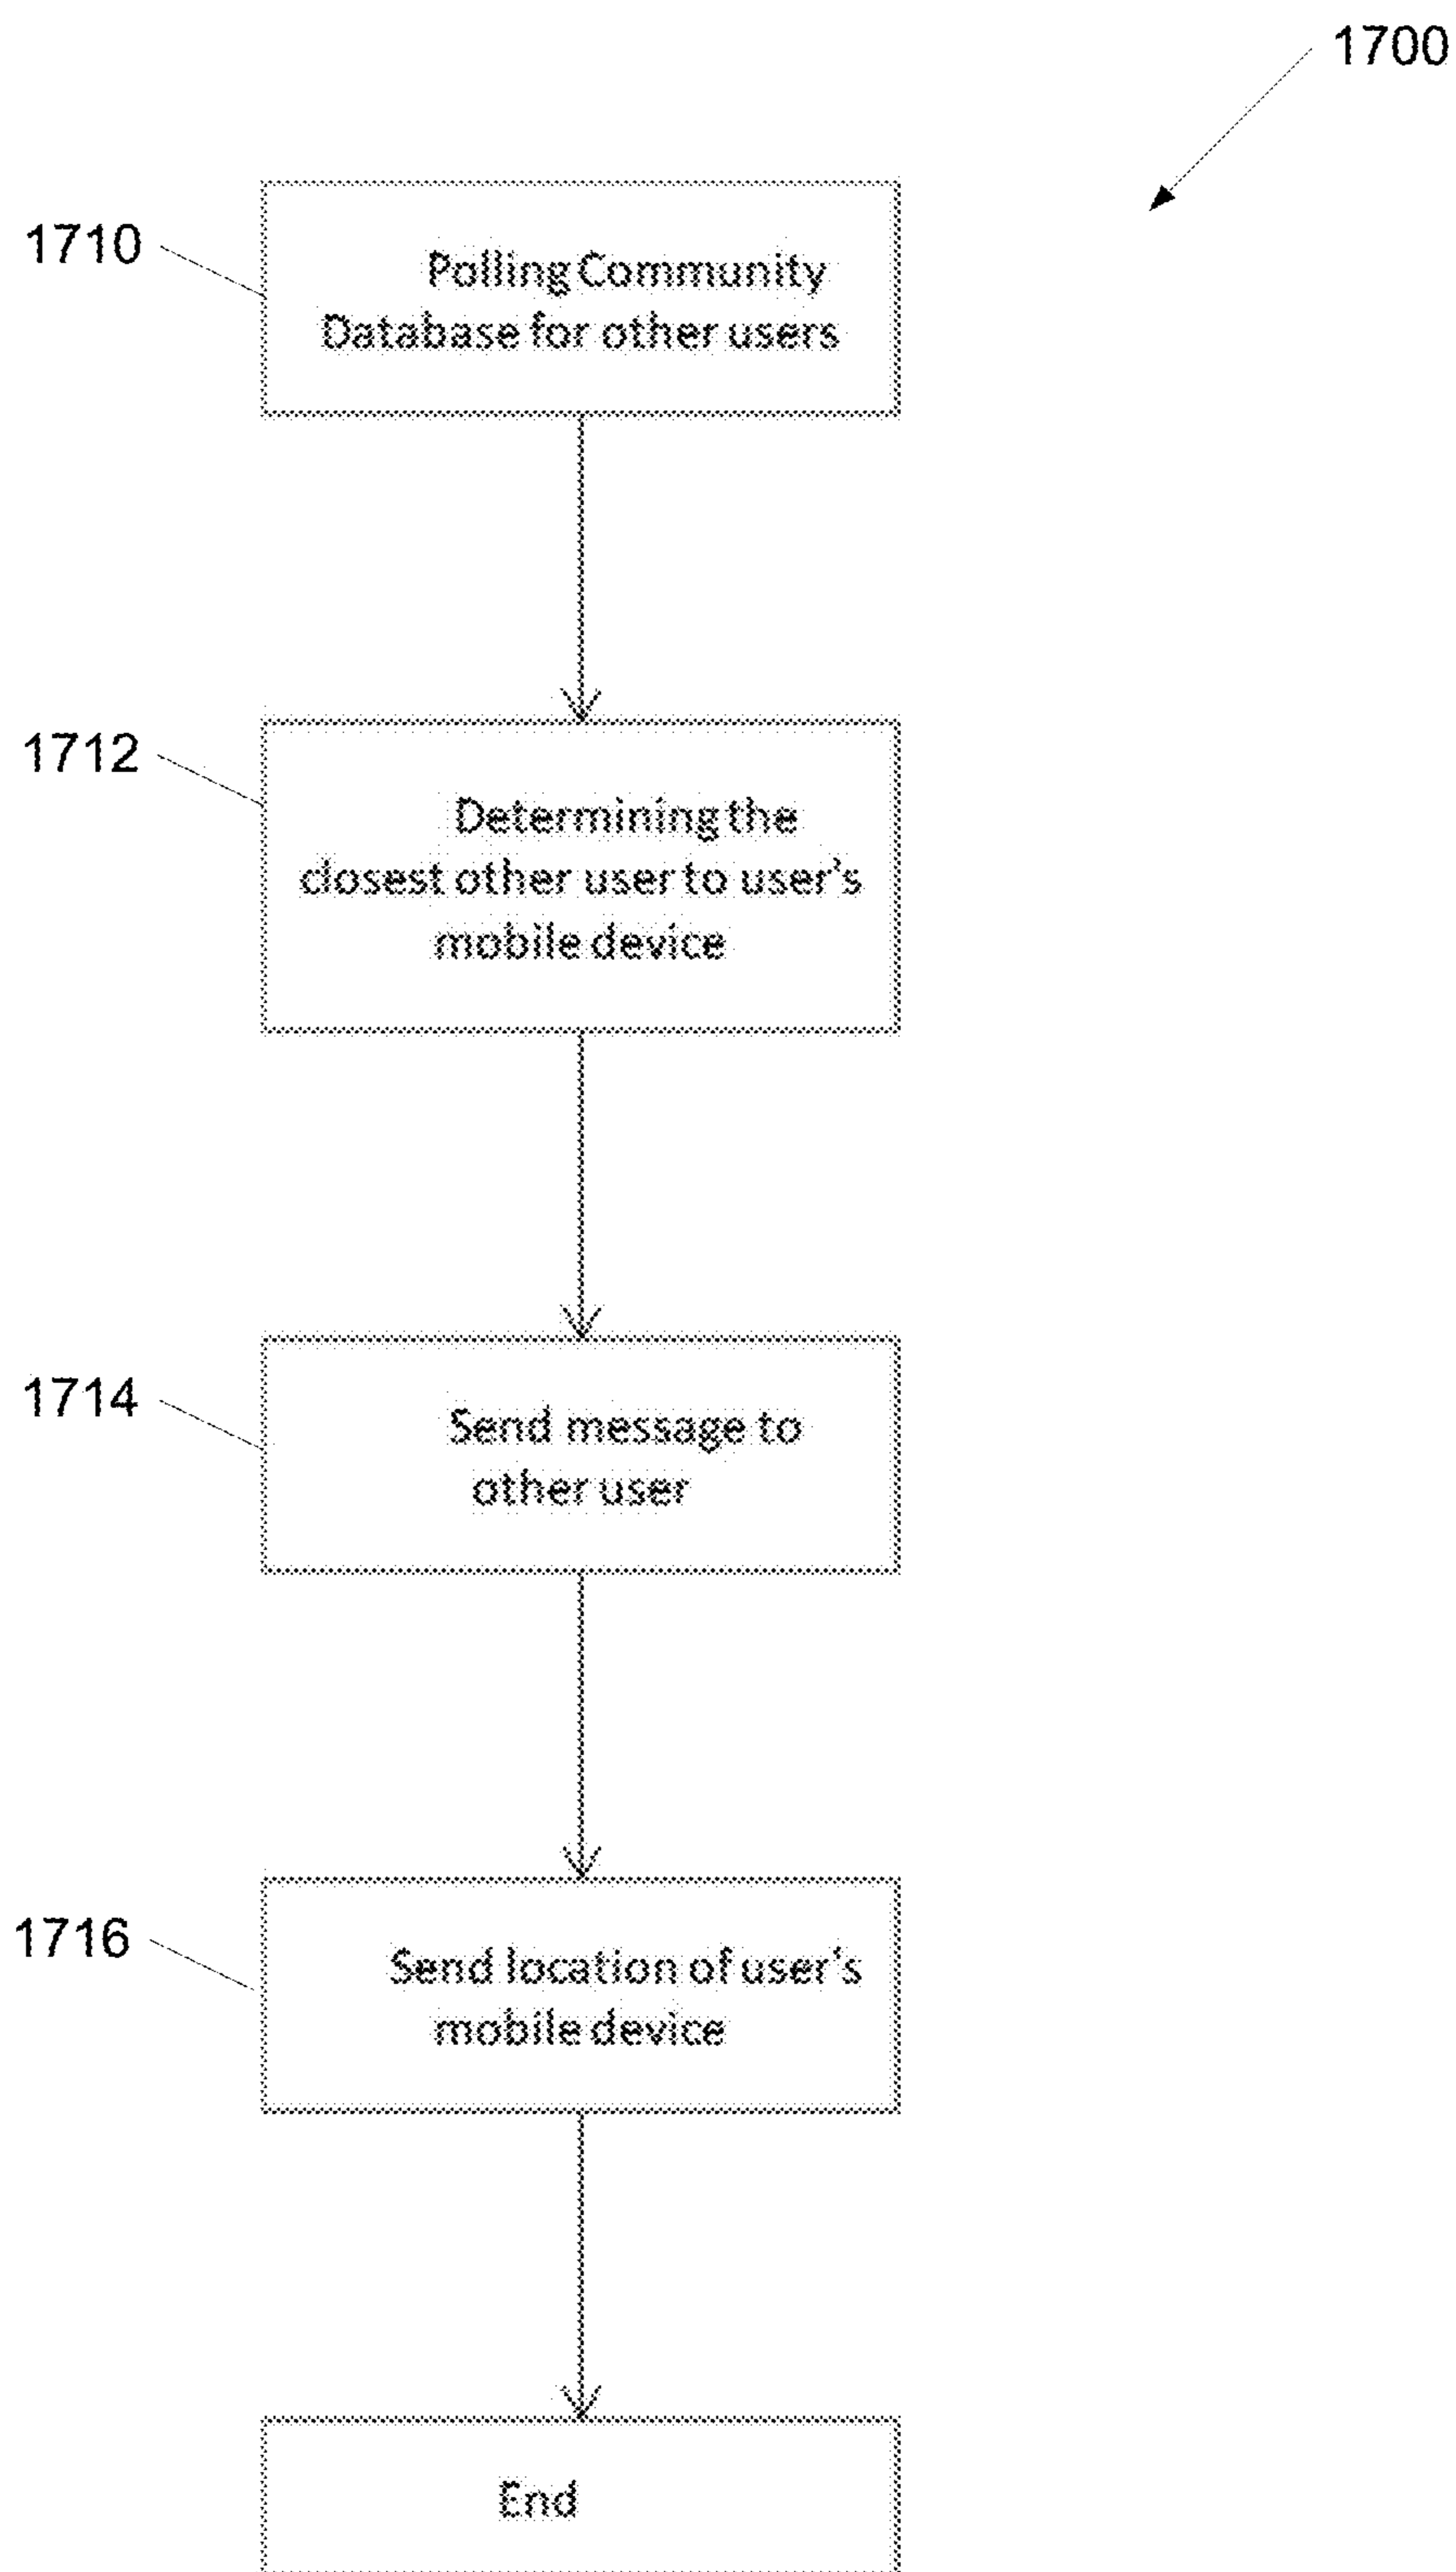 1700
1710
Polling Community
Database for other users
1712
Determining the
closest other user to user's
mobile device
1714
Send message to
other user
1716
Send location of user's
mobile device
End